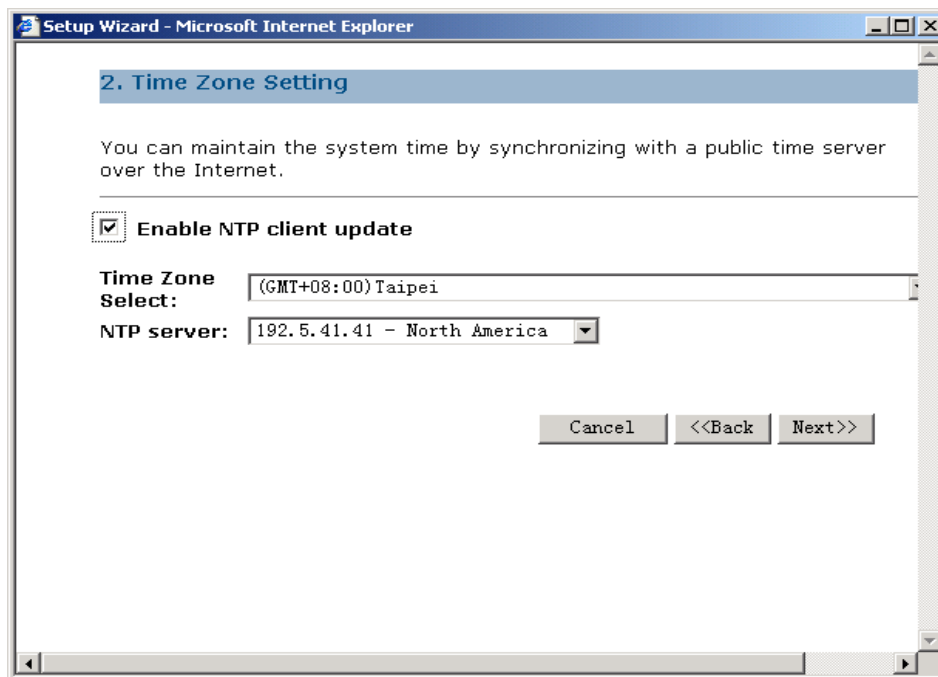 Setup Wizard - Microsoft Internet Explorer
2. Time Zone Setting
You can maintain the system time by synchronizing with a public time server
over the Internet.
Enable NTP client update
Time Zone
Select:
(GMT+08:00)Taipei
NTP server:
192.5.41.41 - North America
Cancel
<<Back
Next>>